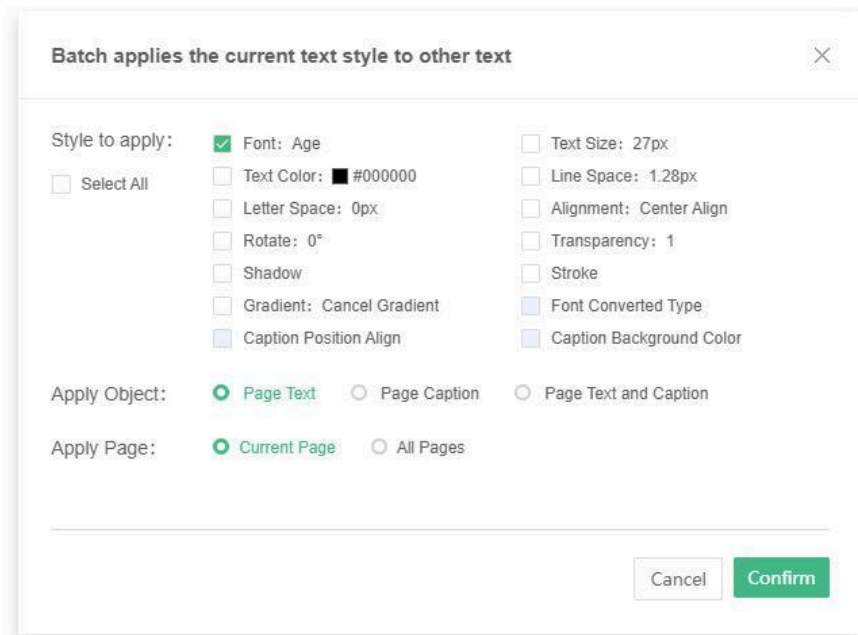 Batch applies the current text style to other text
Style to apply:
Select All
Font: Age
Text Size: 27px
Text Color: #000000
Line Space: 1.28px
Letter Space: 0px
Alignment: Center Align
Rotate: 0°
Transparency: 1
Shadow
Stroke
Gradient: Cancel Gradient
Font Converted Type
Caption Position Align
Caption Background Color
Apply Object: Page Text Page Caption Page Text and Caption
Apply Page: Current Page All Pages
Cancel Confirm